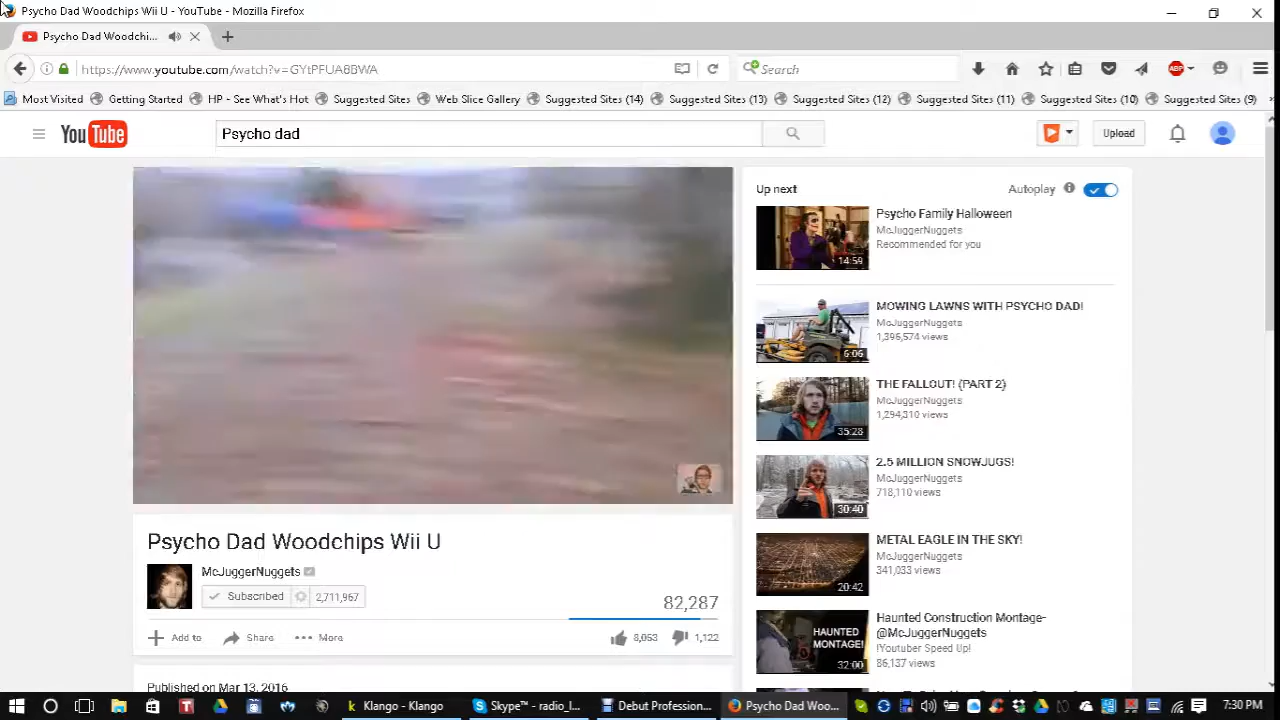 Psycho Dad Woodchips Wii U - YouTube - Mozilla Firefox
Psycho Dad Woodchi...
https://www.youtube.com/watch?v=GYtPFUA8BWA
Search
ABP
Most Visited Getting Started HP - See What's Hot Suggested Sites Web Slice Gallery Suggested Sites (14) Suggested Sites (13) Suggested Sites (12) Suggested Sites (11) Suggested Sites (10) Suggested Sites (9)
YouTube
Psycho dad
Upload
Up next
Autoplay
Psycho Family Halloween
McJuggerNuggets
Recommended for you
14:59
MOWING LAWNS WITH PSYCHO DAD!
McJuggerNuggets
1,396,574 views
6:06
THE FALLOUT! (PART 2)
McJuggerNuggets
1,294,310 views
35:28
2.5 MILLION SNOWJUGS!
McJuggerNuggets
718,110 views
30:40
METAL EAGLE IN THE SKY!
McJuggerNuggets
341,033 views
20:42
Haunted Construction Montage-
@McJuggerNuggets
!Youtuber Speed Up!
86,137 views
HAUNTED
MONTAGE!
32:00
Psycho Dad Woodchips Wii U
McJuggerNuggets
Subscribed 2,711,967
82,287
Add to Share More
8,053 1,122
Published on Mar 13, 2016
Klango - Klango
Skype™ - radio_l...
Debut Profession...
Psycho Dad Woo...
7:30 PM